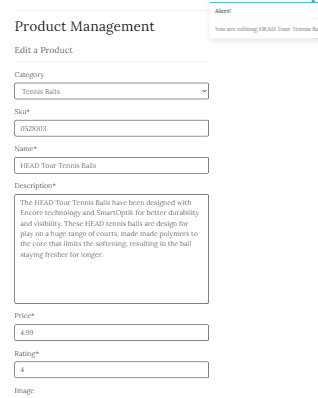 Alert!
You are editing HEAD Tour Tennis Ba
Product Management
Edit a Product
Category
Tennis Balls
Sku*
0528103
Name*
HEAD Tour Tennis Balls
Description*
The HEAD Tour Tennis Balls have been designed with
Encore technology and SmartOptik for better durability
and visibility. These HEAD tennis balls are design for
play on a huge range of courts, made made polymers to
the core that limits the softening, resulting in the ball
staying fresher for longer.
Price*
4.99
Rating*
4
Image